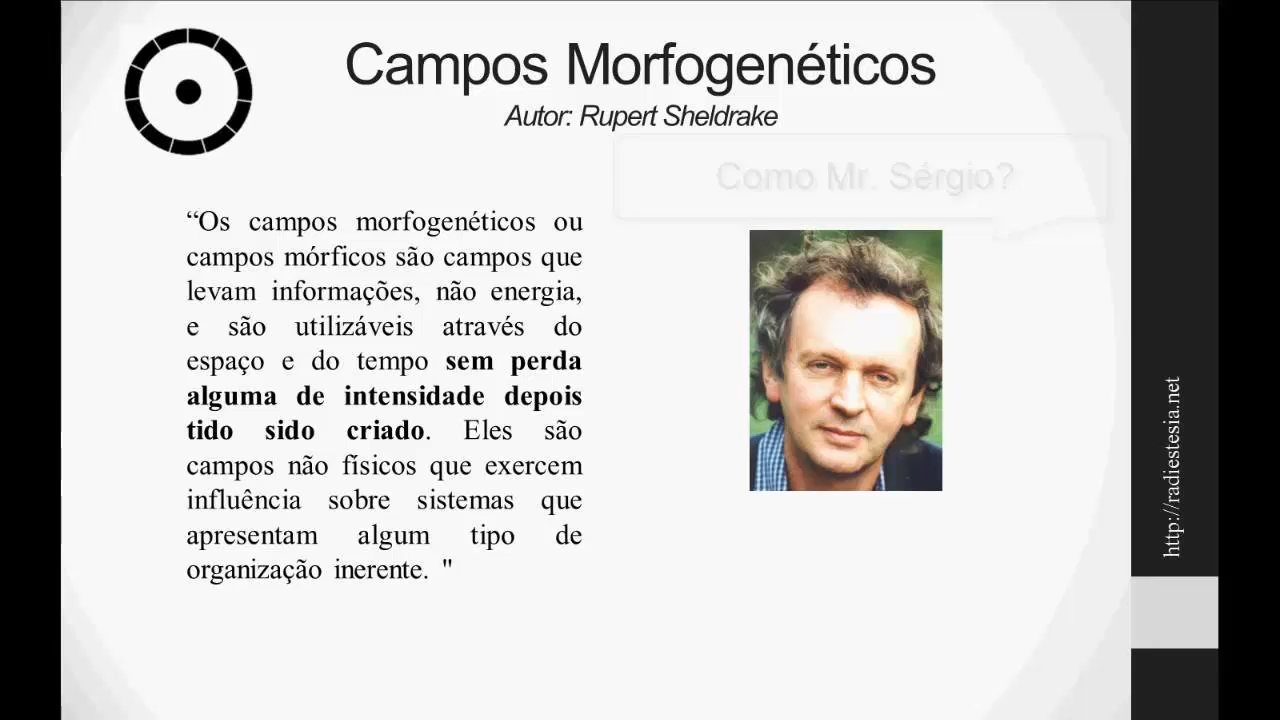 Campos Morfogenéticos
Autor: Rupert Sheldrake
Como Mr. Sérgio?
“Os campos morfogenéticos ou
campos mórficos são campos que
levam informações, não energia,
e são utilizáveis através do
espaço e do tempo sem perda
alguma de intensidade depois
tido sido criado. Eles são
campos não físicos que exercem
influência sobre sistemas que
apresentam algum tipo de
organização inerente. "
http://radiestesia.net